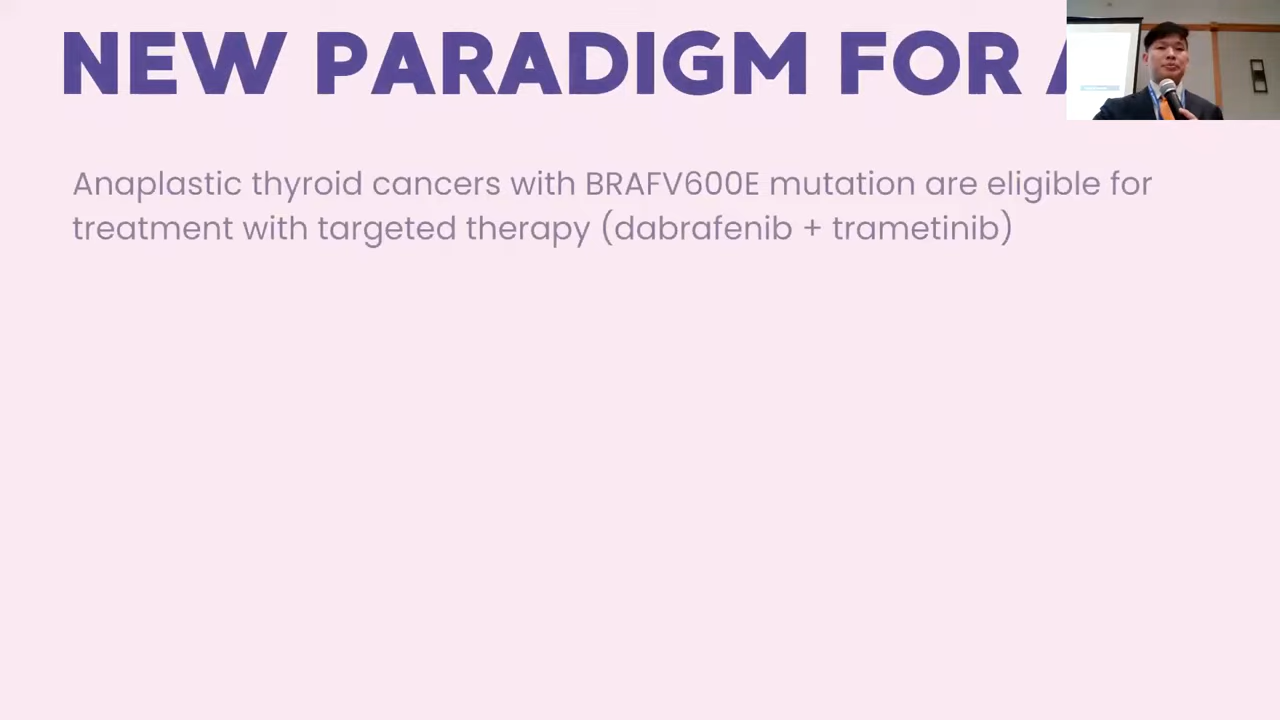 NEW PARADIGM FOR
Anaplastic thyroid cancers with BRAFV600E mutation are eligible for
treatment with targeted therapy (dabrafenib + trametinib)